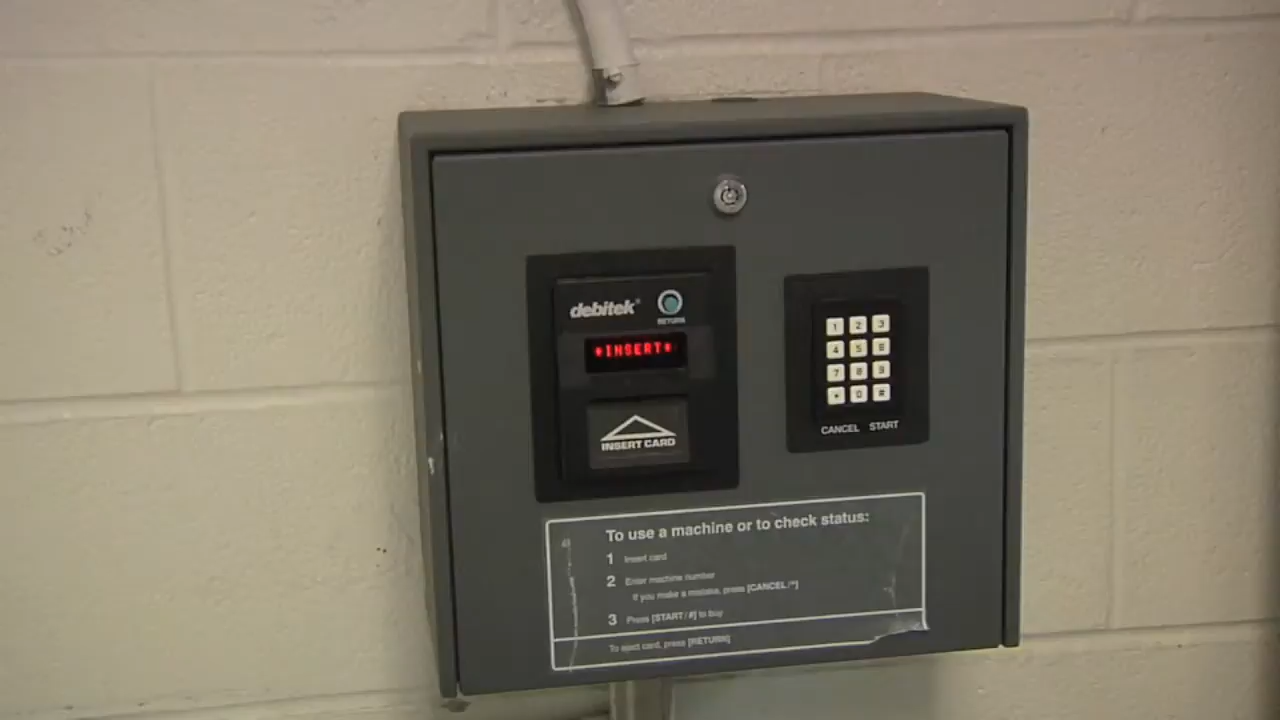 debitek®
RETURN
*INSERT*
INSERT CARD
1 2 3
4 5 6
7 8 9
* 0 #
CANCEL START
To use a machine or to check status:
1 Insert card
2 Enter machine number
If you make a mistake, press [CANCEL/*]
3 Press [START/#] to buy
To eject card, press [RETURN]